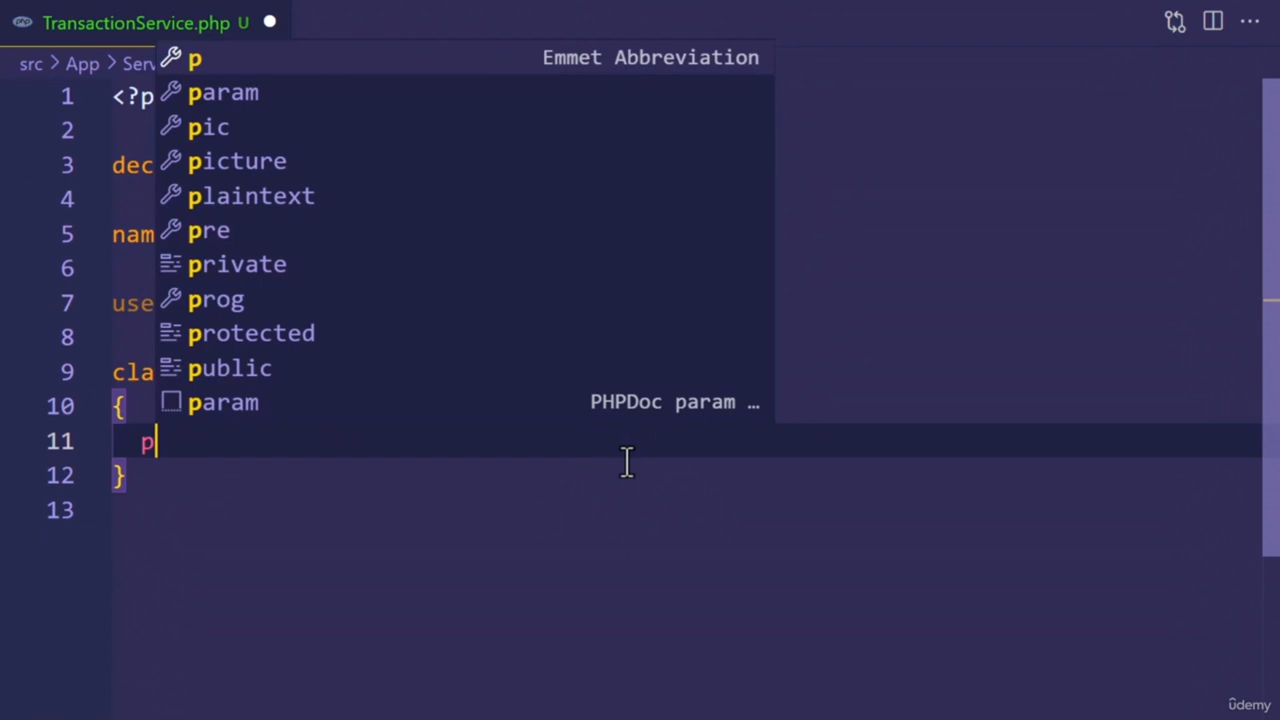 php TransactionService.php U
src > App > Serv
p Emmet Abbreviation
param
pic
picture
plaintext
pre
private
prog
protected
public
param PHPDoc param …
1 <?p
2
3 dec
4
5 nam
6
7 use
8
9 cla
10 {
11 p
12 }
13
ûdemy